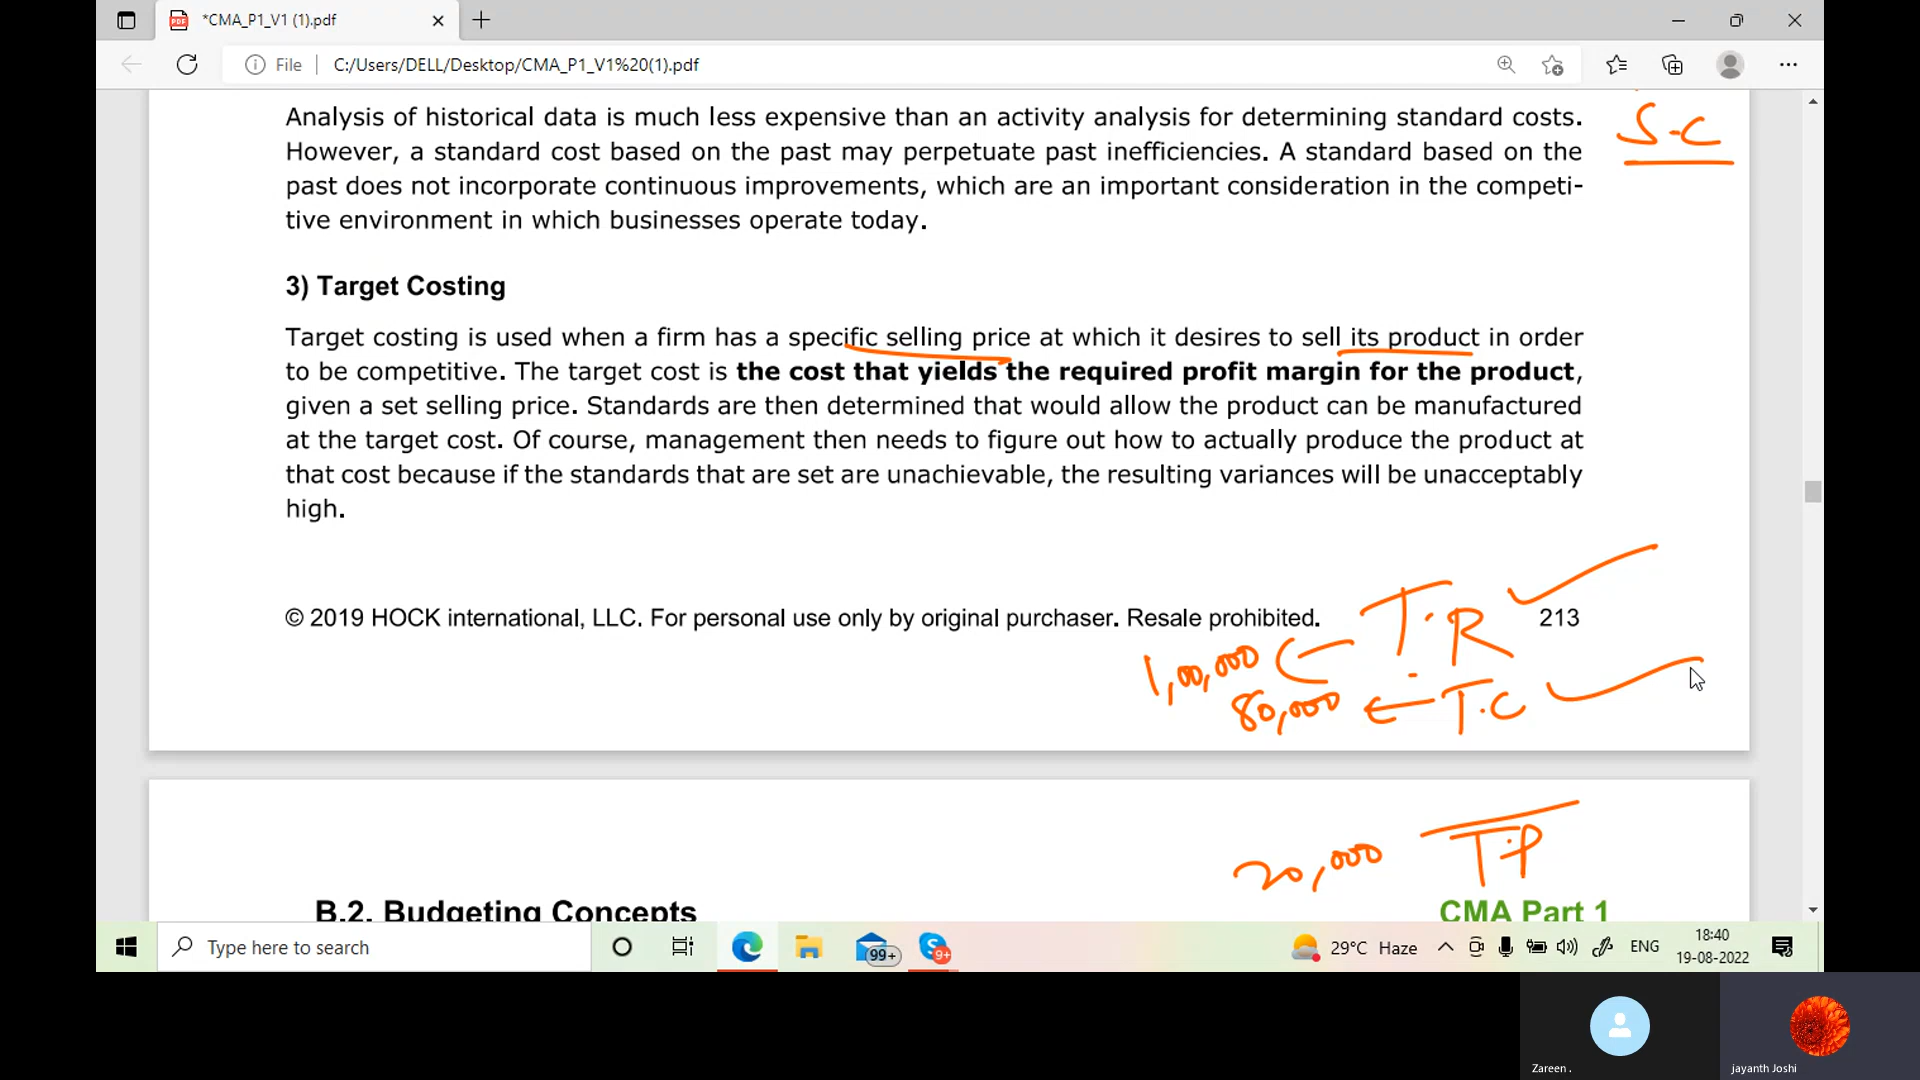 *CMA_P1_V1 (1).pdf
File
C:/Users/DELL/Desktop/CMA_P1_V1%20(1).pdf
Analysis of historical data is much less expensive than an activity analysis for determining standard costs.
However, a standard cost based on the past may perpetuate past inefficiencies. A standard based on the
past does not incorporate continuous improvements, which are an important consideration in the competi-
tive environment in which businesses operate today.
S.C
3) Target Costing
Target costing is used when a firm has a specific selling price at which it desires to sell its product in order
to be competitive. The target cost is the cost that yields the required profit margin for the product,
given a set selling price. Standards are then determined that would allow the product can be manufactured
at the target cost. Of course, management then needs to figure out how to actually produce the product at
that cost because if the standards that are set are unachievable, the resulting variances will be unacceptably
high.
© 2019 HOCK international, LLC. For personal use only by original purchaser. Resale prohibited.
213
1,00,000 T.R
80,000 T.C
20,000 T.P
B.2. Budgeting Concepts
CMA Part 1
Type here to search
99+
9+
29°C Haze
ENG
18:40
19-08-2022
Zareen .
jayanth Joshi